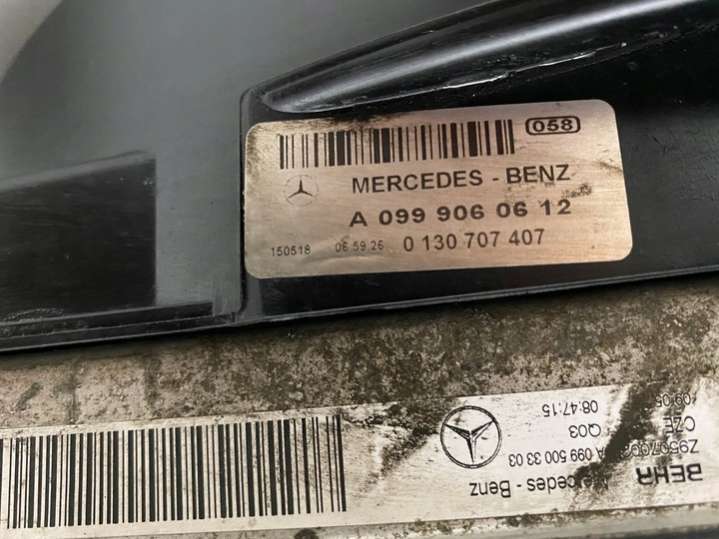 058
MERCEDES - BENZ
A 099 906 06 12
150518 06 59 26 0 130 707 407
BEHR
Mercedes - Benz
A 099 500 33 03
CZE Q03
08:47:15